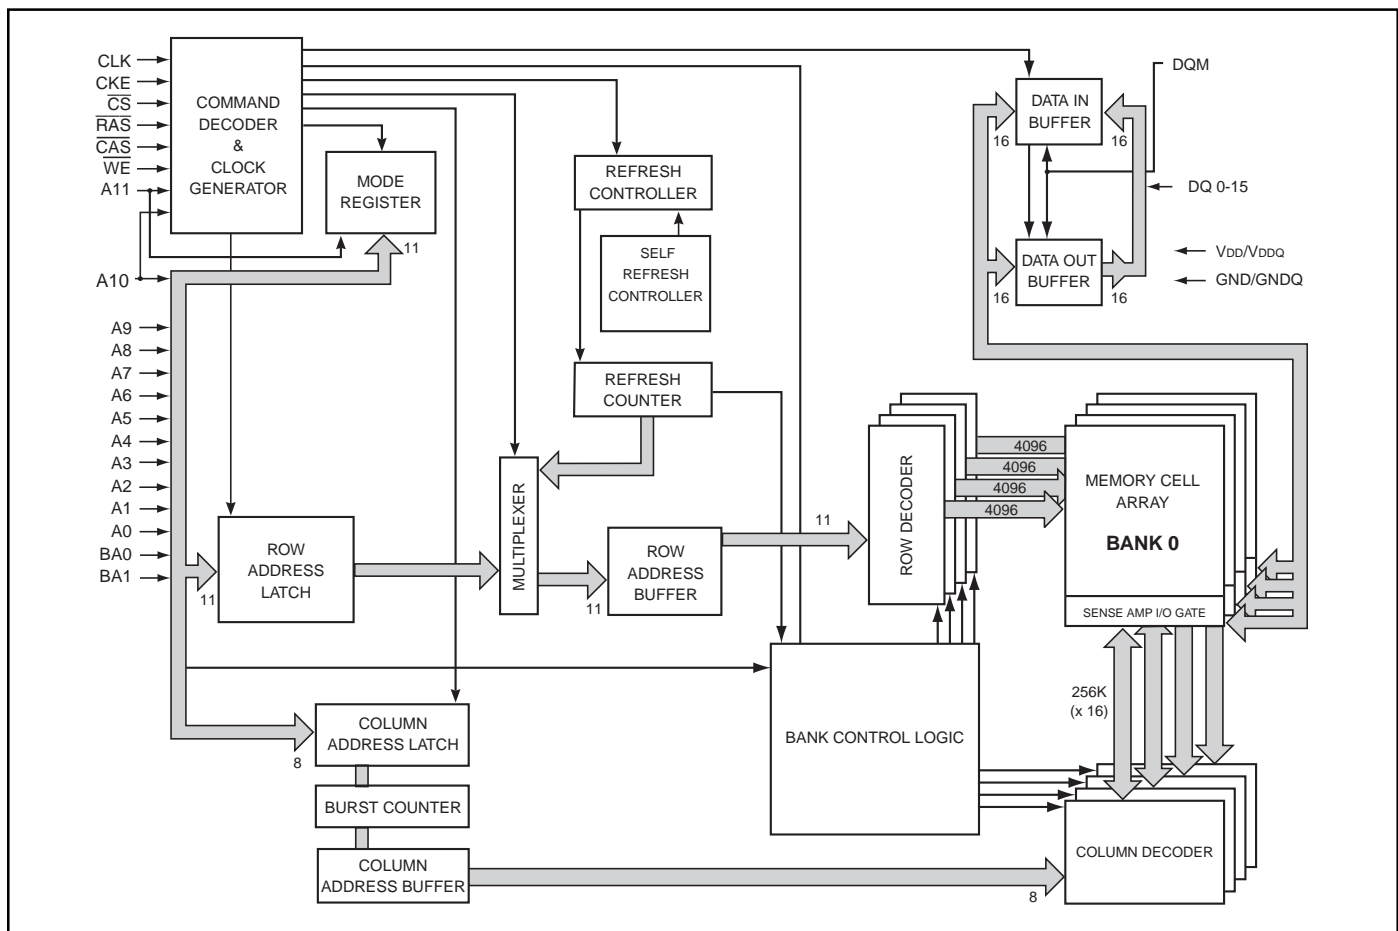 CLK
CKE
CS
RAS
CAS
WE
A11
A10
A9
A8
A7
A6
A5
A4
A3
A2
A1
A0
BA0
BA1
COMMAND
DECODER
&
CLOCK
GENERATOR
MODE
REGISTER
11
REFRESH
CONTROLLER
SELF
REFRESH
CONTROLLER
REFRESH
COUNTER
DATA IN
BUFFER
16
16
DQM
DQ 0-15
VDD/VDDQ
GND/GNDQ
DATA OUT
BUFFER
16
16
11
ROW
ADDRESS
LATCH
MULTIPLEXER
11
ROW
ADDRESS
BUFFER
11
ROW DECODER
4096
4096
4096
4096
MEMORY CELL
ARRAY
BANK 0
SENSE AMP I/O GATE
256K
(x 16)
BANK CONTROL LOGIC
8
COLUMN
ADDRESS LATCH
BURST COUNTER
COLUMN
ADDRESS BUFFER
8
COLUMN DECODER